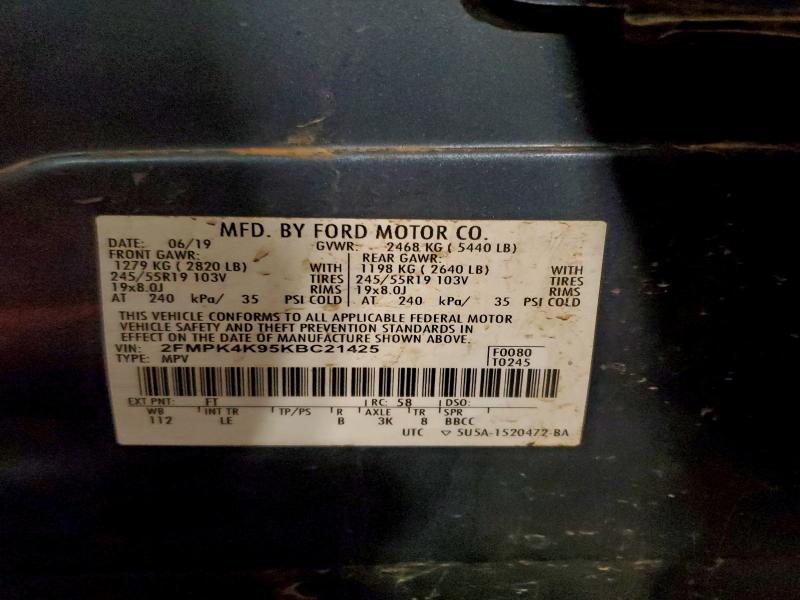 MFD. BY FORD MOTOR CO.
DATE: 06/19 GVWR: 2468 KG ( 5440 LB)
FRONT GAWR: REAR GAWR:
1279 KG ( 2820 LB) WITH 1198 KG ( 2640 LB) WITH
245/55R19 103V TIRES 245/55R19 103V TIRES
19x8.0J RIMS 19x8.0J RIMS
AT 240 kPa/ 35 PSI COLD AT 240 kPa/ 35 PSI COLD
THIS VEHICLE CONFORMS TO ALL APPLICABLE FEDERAL MOTOR
VEHICLE SAFETY AND THEFT PREVENTION STANDARDS IN
EFFECT ON THE DATE OF MANUFACTURE SHOWN ABOVE.
VIN: 2FMPK4K95KBC21425 F0080
TYPE: MPV T0245
EXT PNT: FT RC: 58 DSO:
WB INT TR TP/PS R AXLE TR SPR
112 LE B 3K 8 BBCC
UTC ▽ 5U5A-1520472-BA